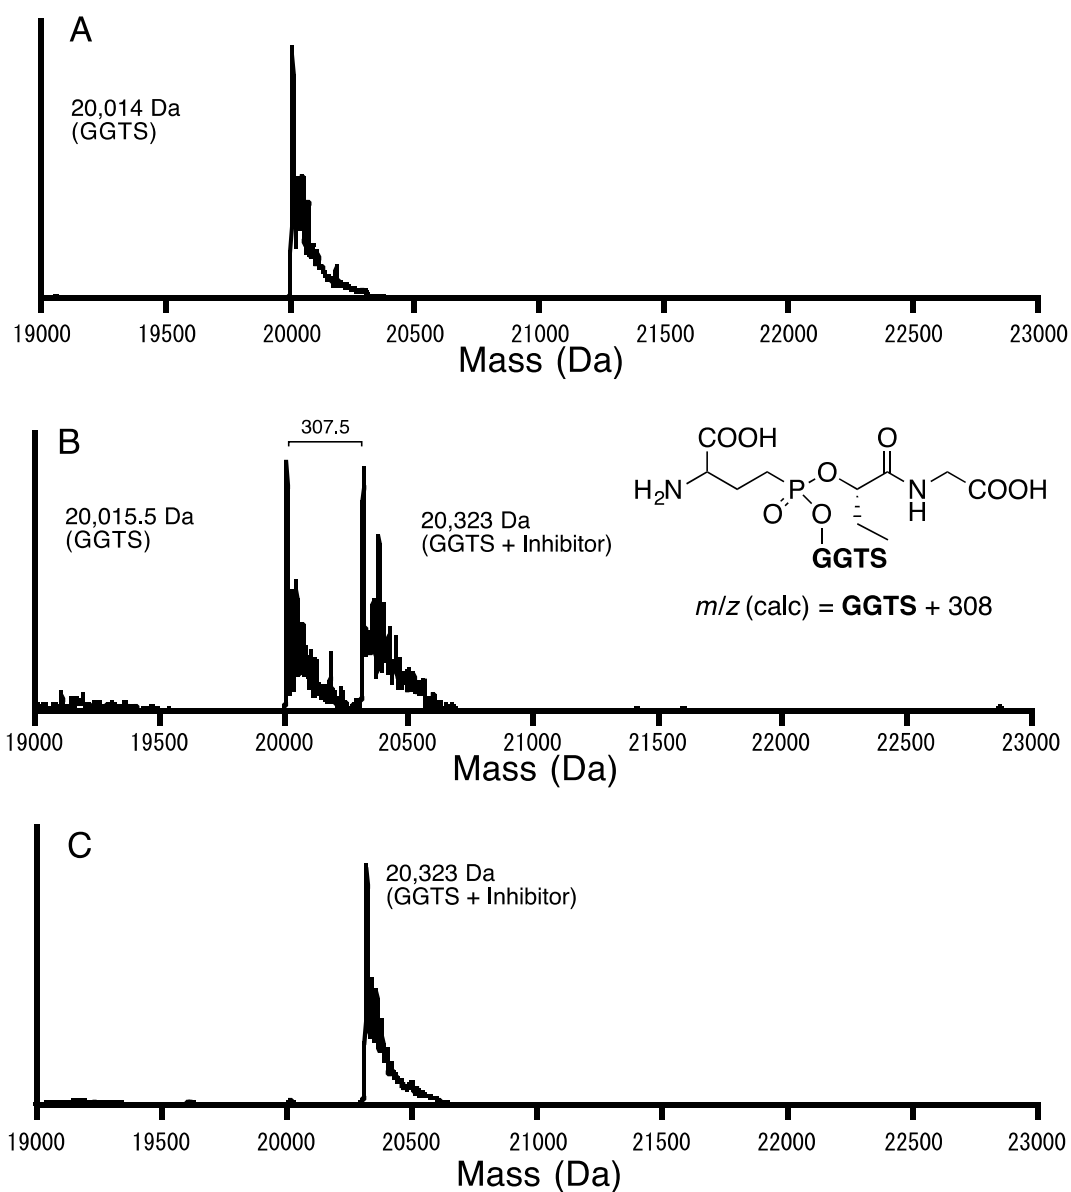 A
20,014 Da
(GGTS)
19000 19500 20000 20500 21000 21500 22000 22500 23000
Mass (Da)
B
307.5
20,015.5 Da
(GGTS)
20,323 Da
(GGTS + Inhibitor)
COOH
O
H2N
P
O
N
H
COOH
O
O
GGTS
m/z (calc) = GGTS + 308
19000 19500 20000 20500 21000 21500 22000 22500 23000
Mass (Da)
C
20,323 Da
(GGTS + Inhibitor)
19000 19500 20000 20500 21000 21500 22000 22500 23000
Mass (Da)